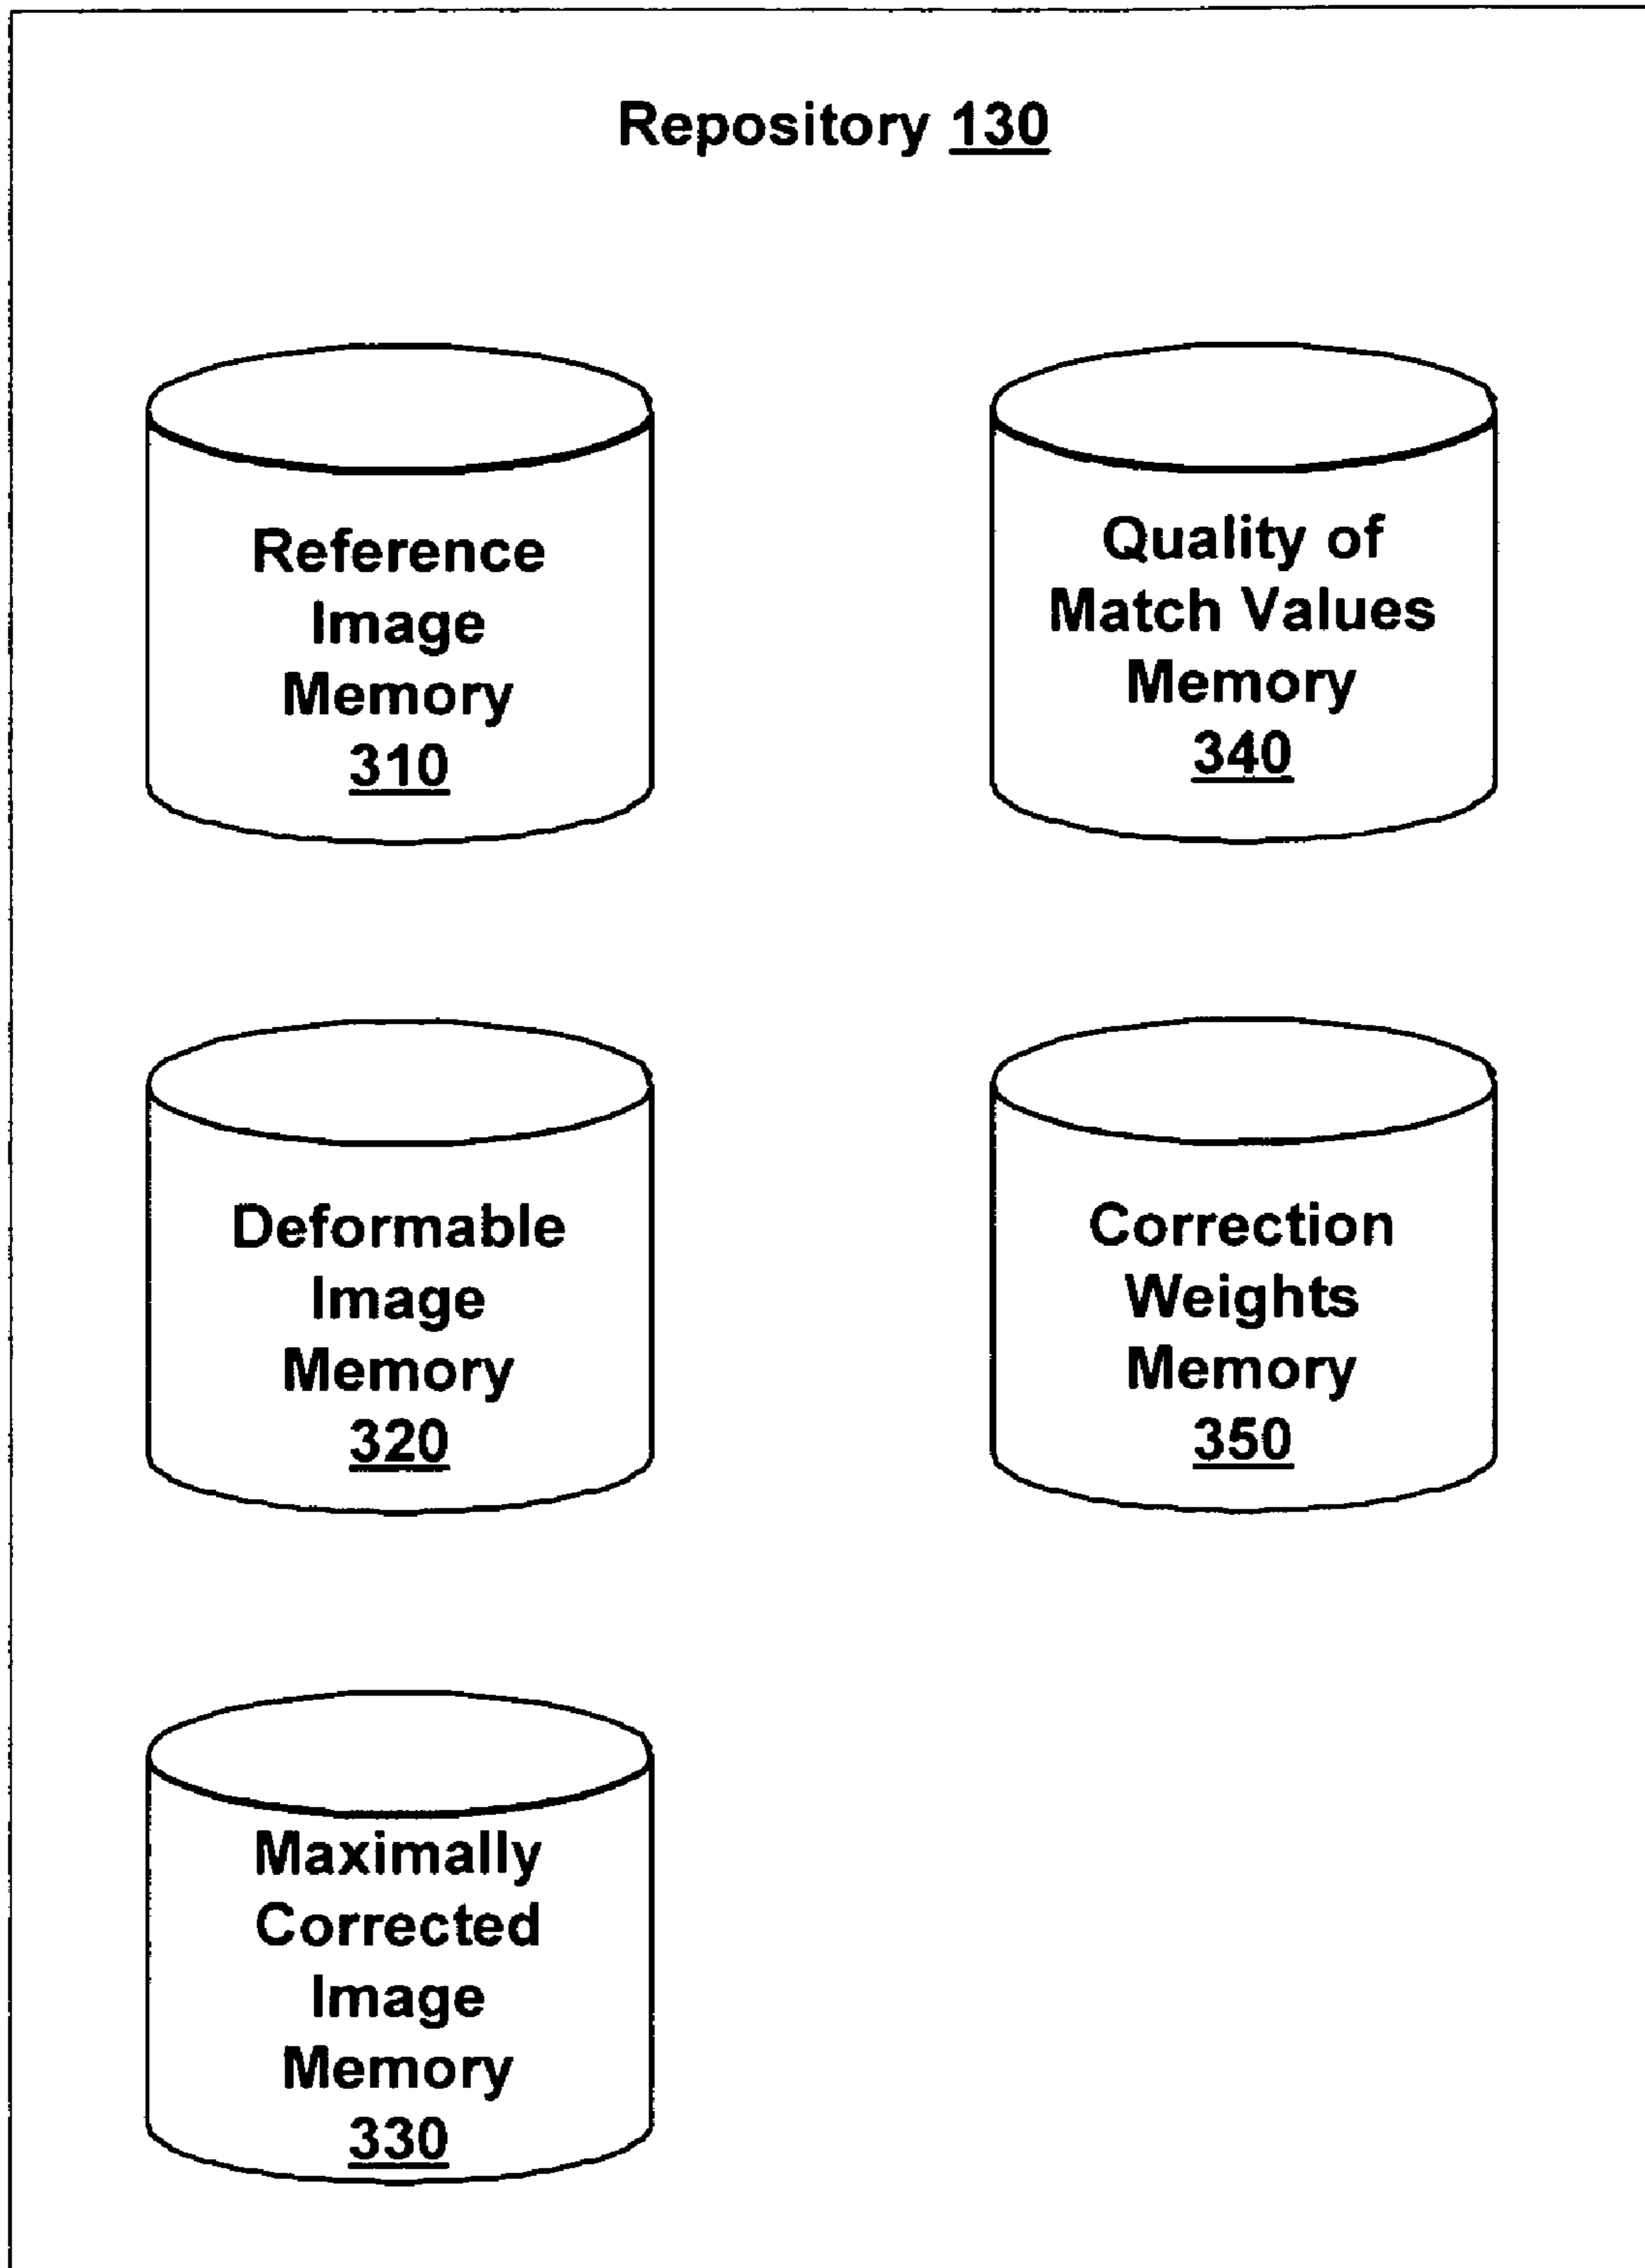 Repository 130
Reference
Image
Memory
310
Quality of
Match Values
Memory
340
Deformable
Image
Memory
320
Correction
Weights
Memory
350
Maximally
Corrected
Image
Memory
330